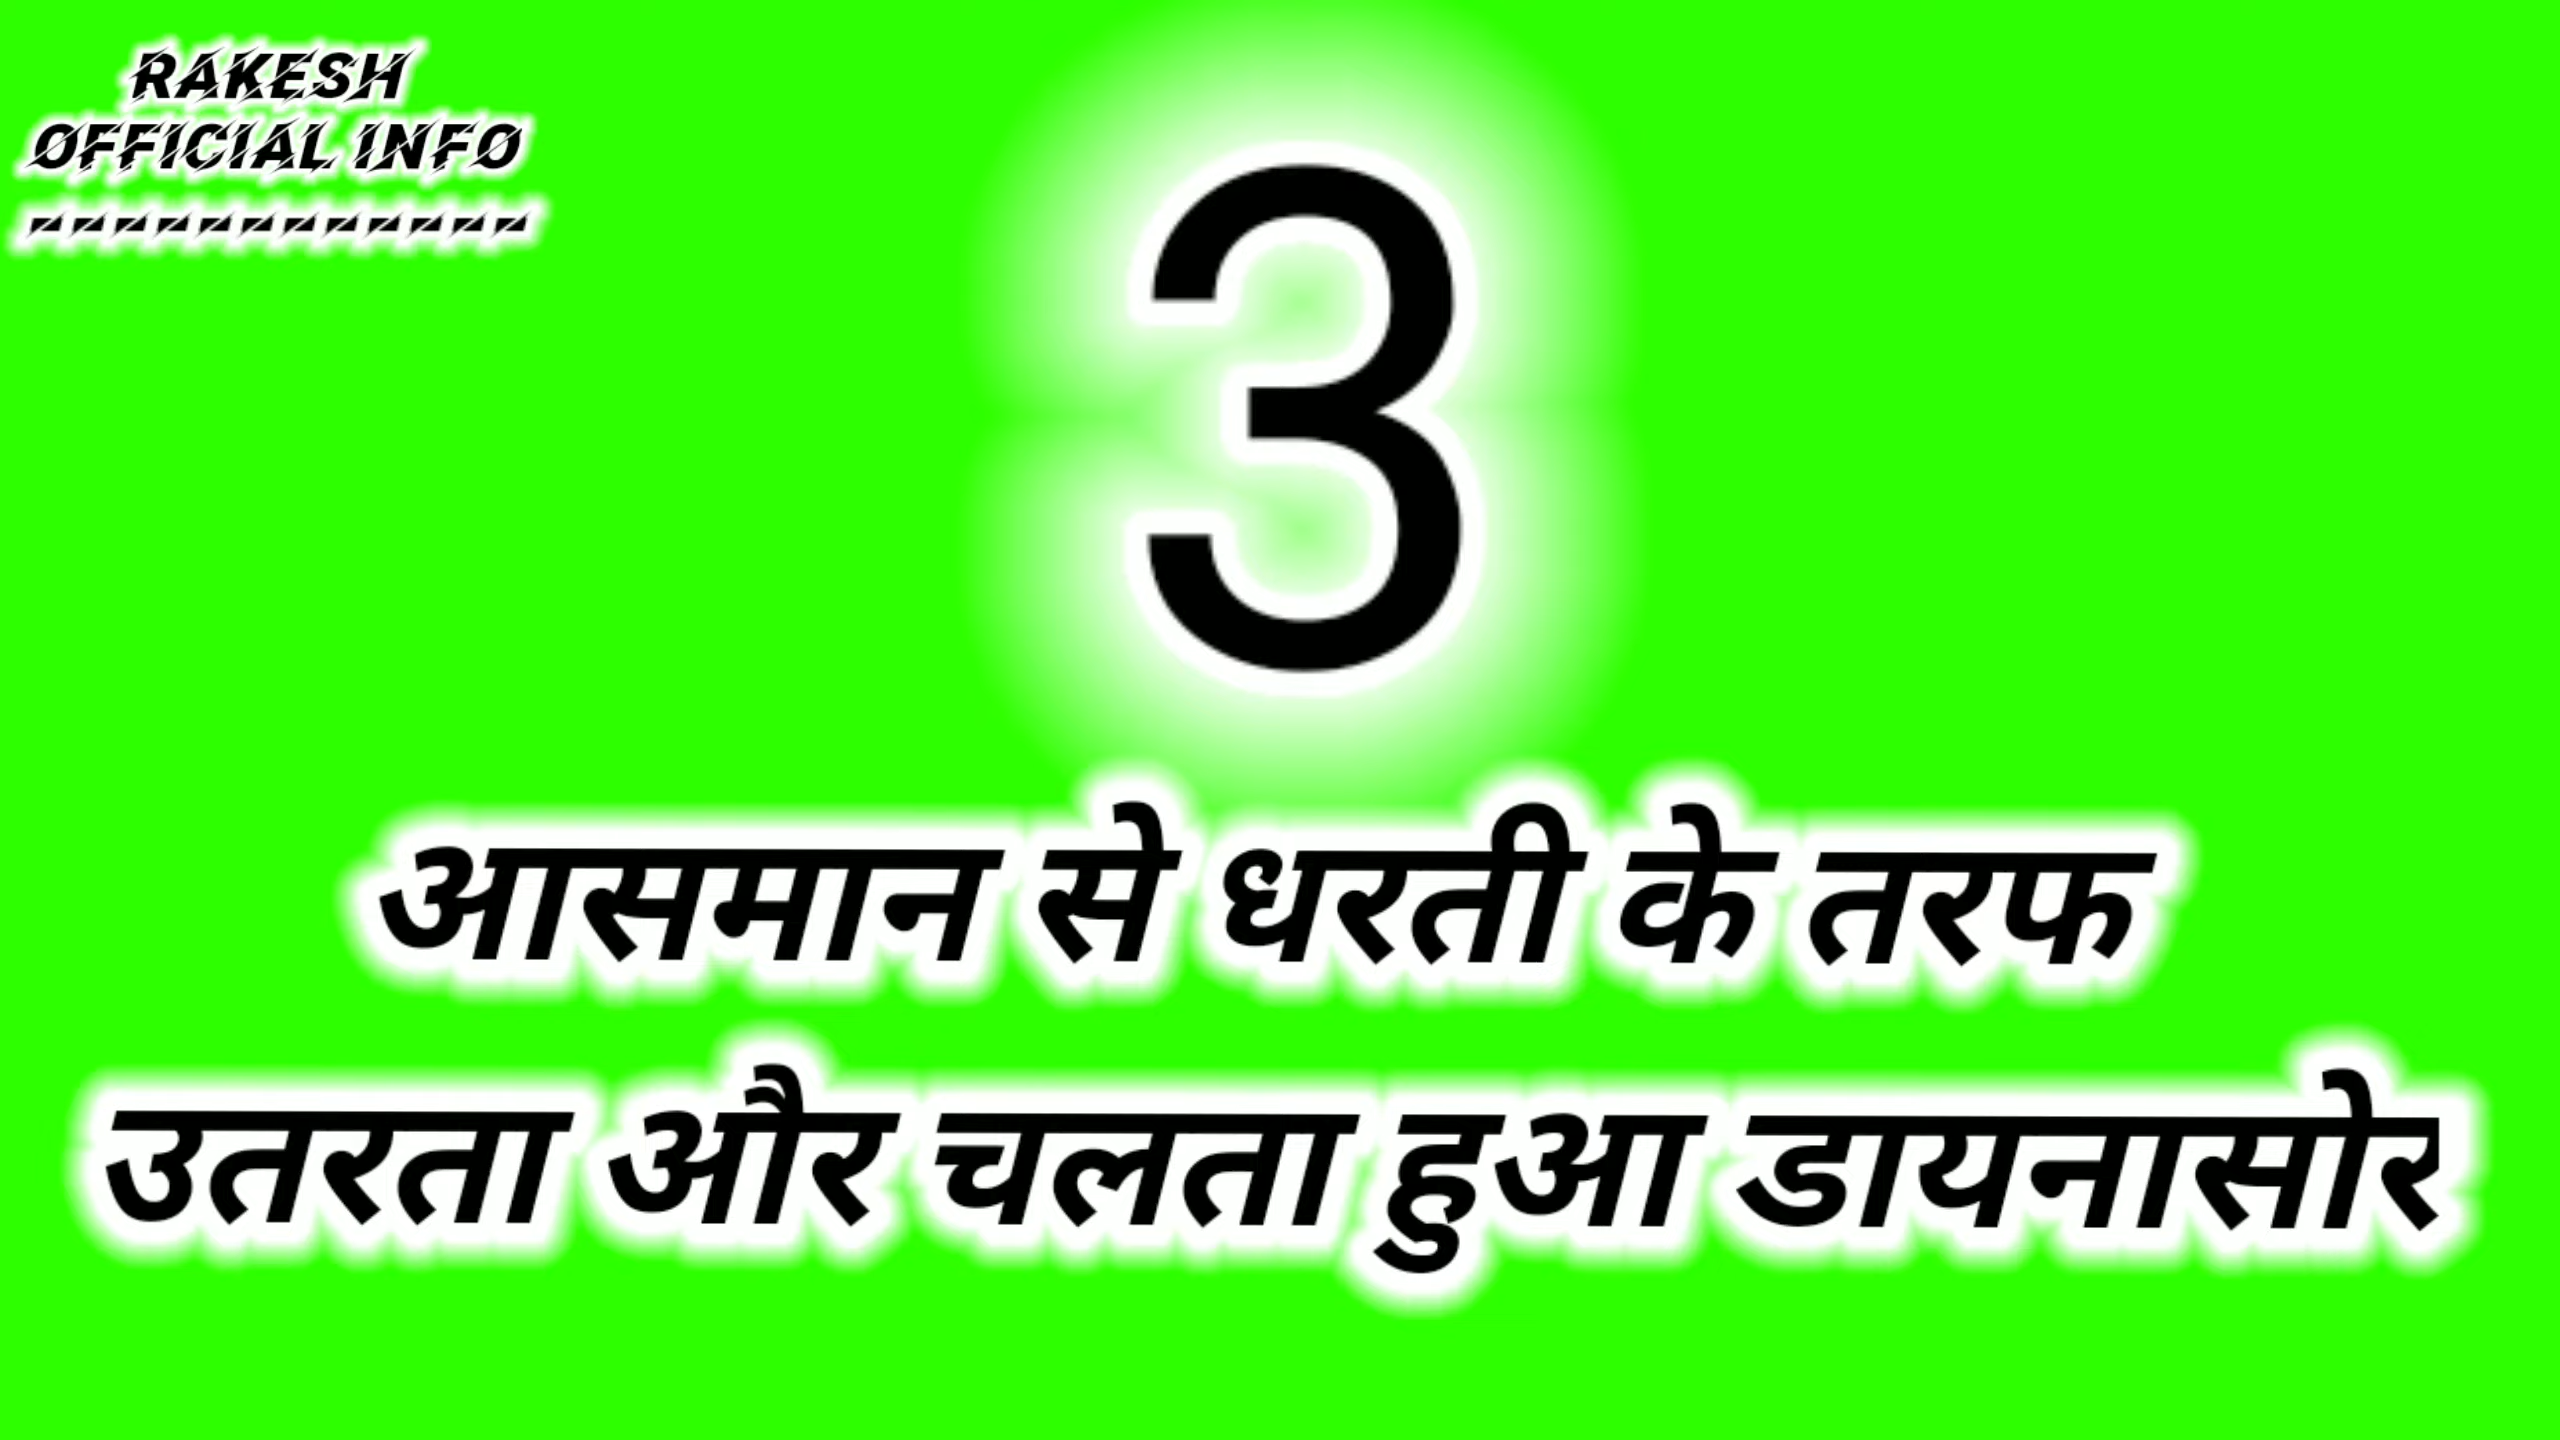 RAKESH
OFFICIAL INFO
-------------
3
आसमान से धरती के तरफ
उतरता और चलता हुआ डायनासोर